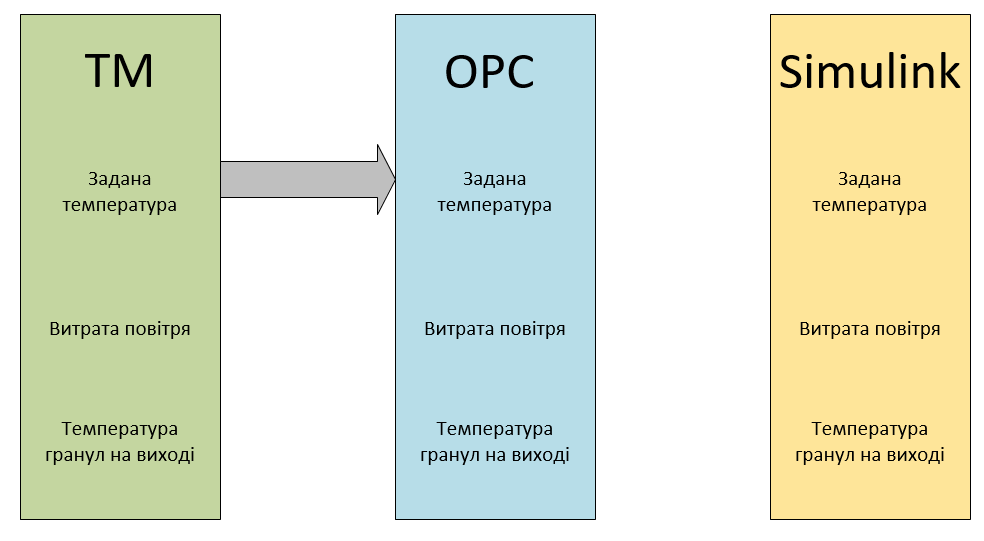 TM
Задана
температура
Витрата повітря
Температура
гранул на виході
OPC
Задана
температура
Витрата повітря
Температура
гранул на виході
Simulink
Задана
температура
Витрата повітря
Температура
гранул на виході